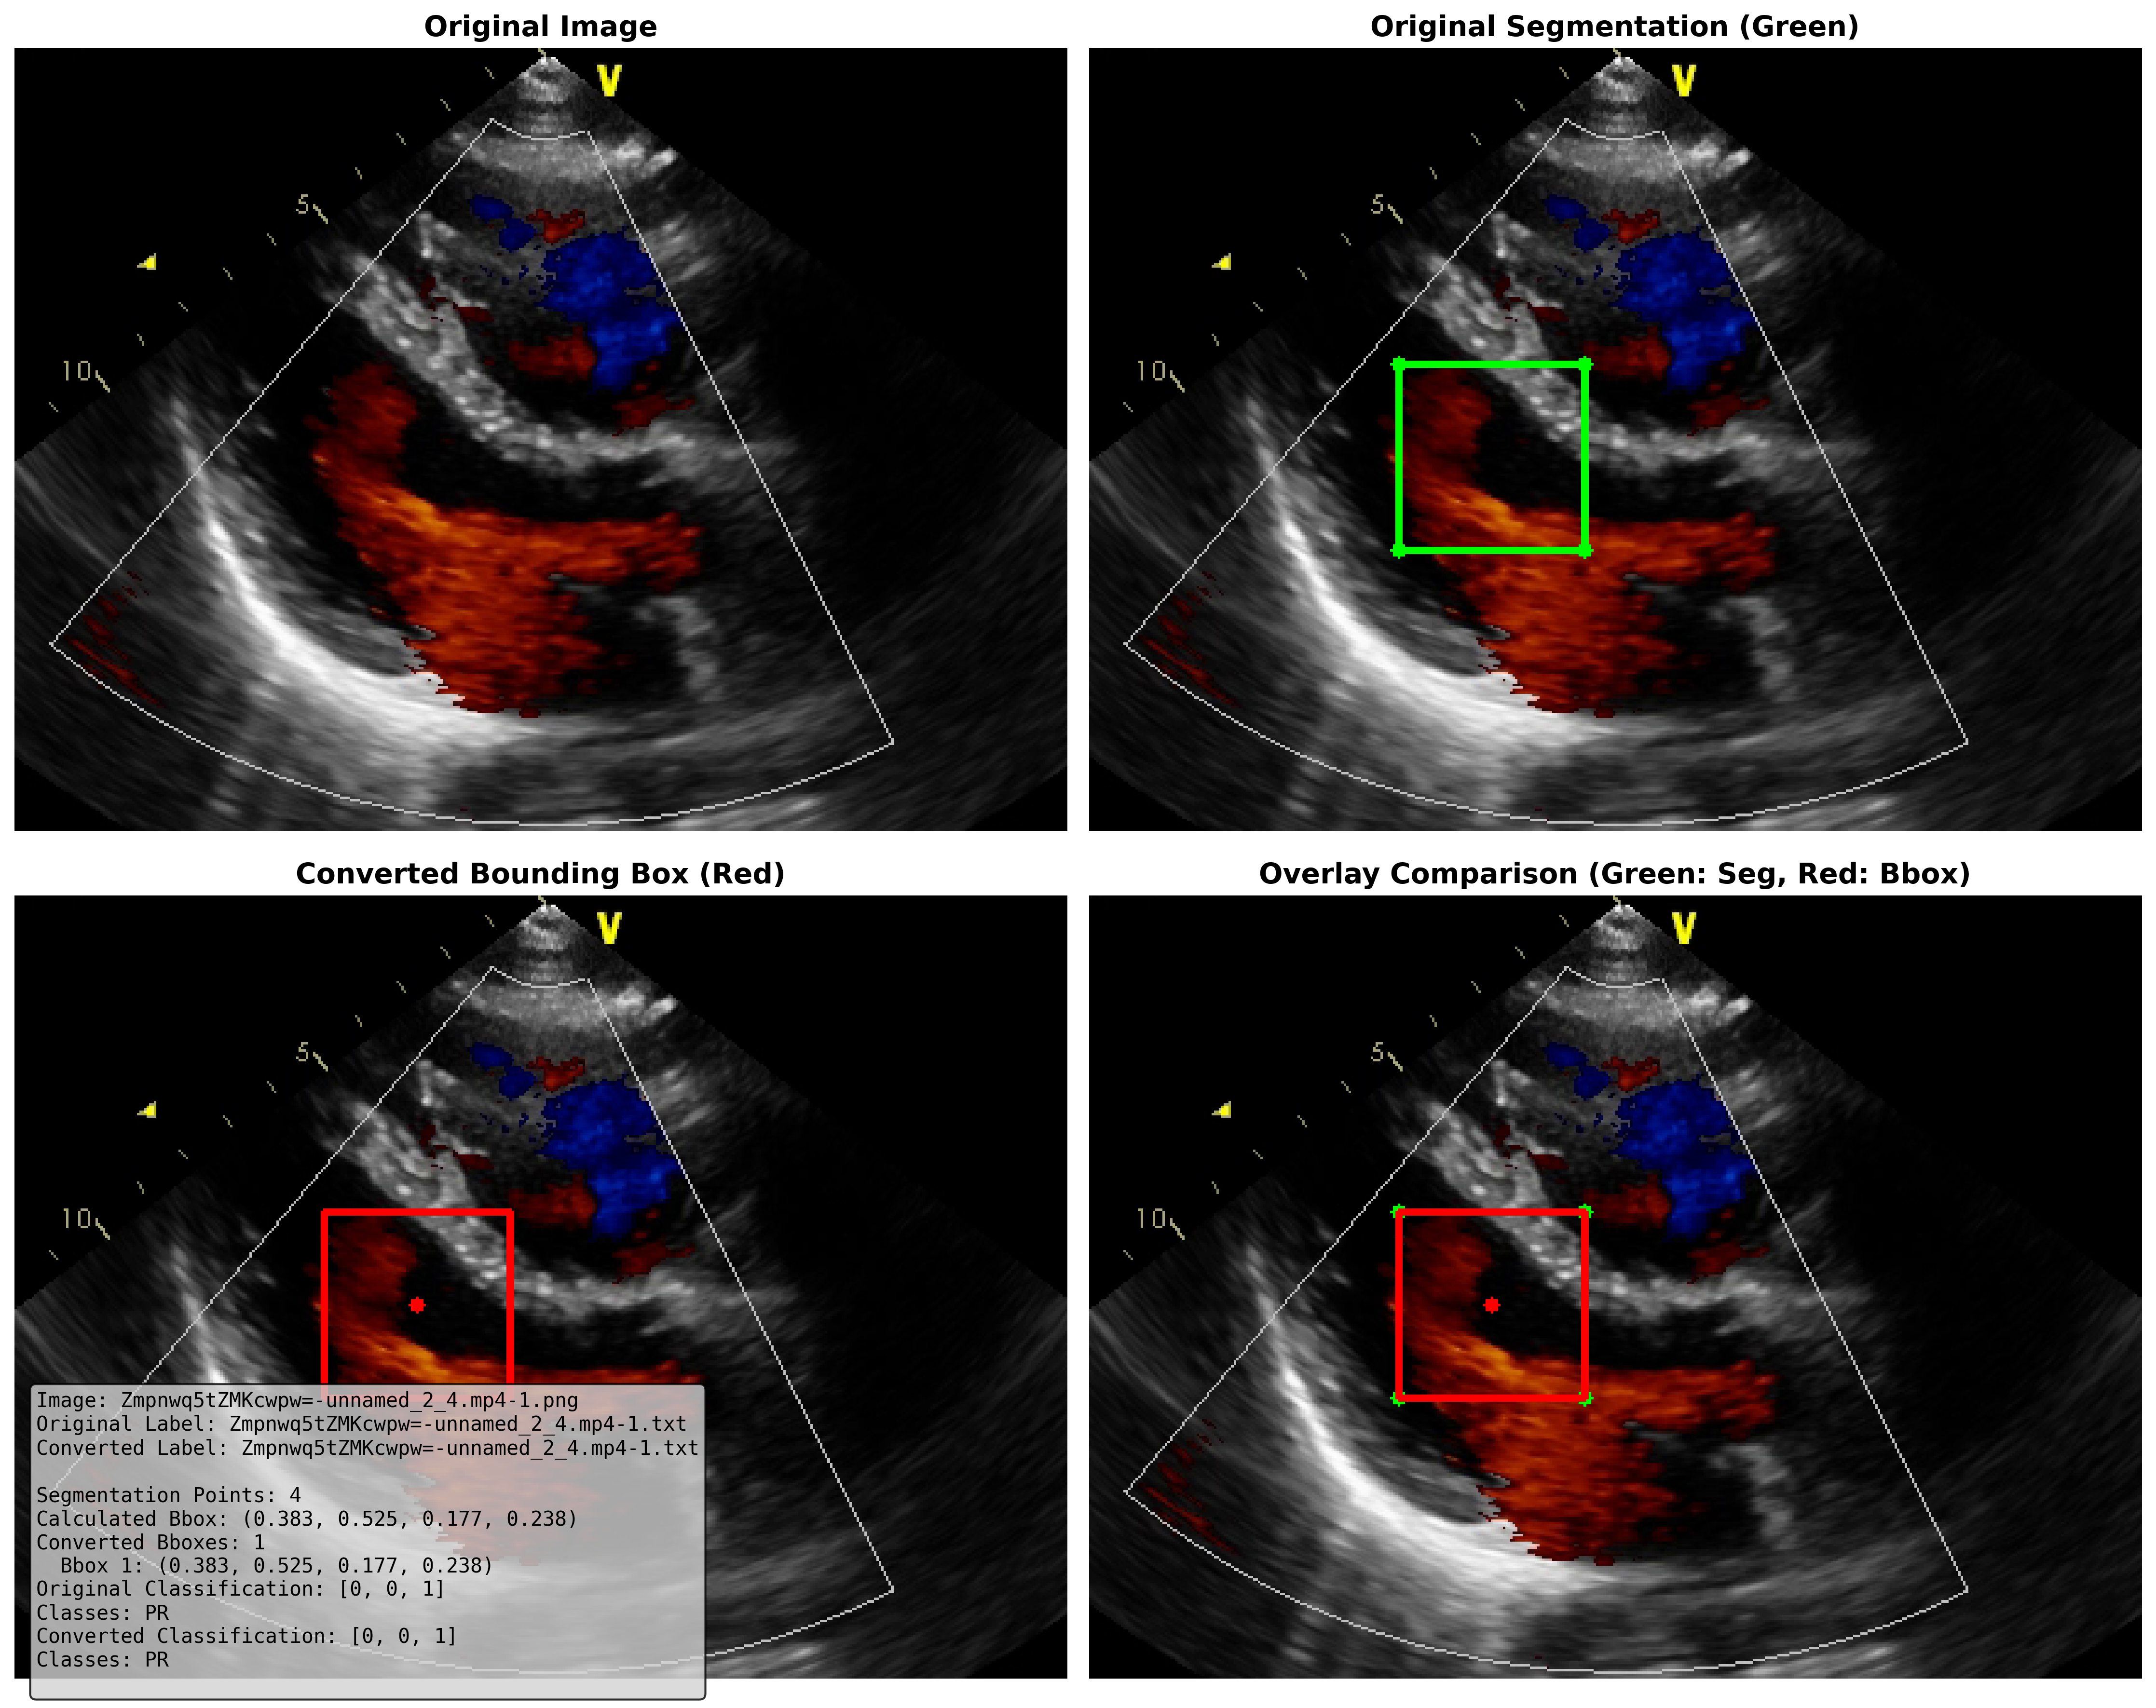 Original Image
Original Segmentation (Green)
V
5
10
V
5
10
Converted Bounding Box (Red)
Overlay Comparison (Green: Seg, Red: Bbox)
V
5
10
V
5
10
Image: Zmpnwq5tZMKcwpw=-unnamed_2_4.mp4-1.png
Original Label: Zmpnwq5tZMKcwpw=-unnamed_2_4.mp4-1.txt
Converted Label: Zmpnwq5tZMKcwpw=-unnamed_2_4.mp4-1.txt
Segmentation Points: 4
Calculated Bbox: (0.383, 0.525, 0.177, 0.238)
Converted Bboxes: 1
Bbox 1: (0.383, 0.525, 0.177, 0.238)
Original Classification: [0, 0, 1]
Classes: PR
Converted Classification: [0, 0, 1]
Classes: PR